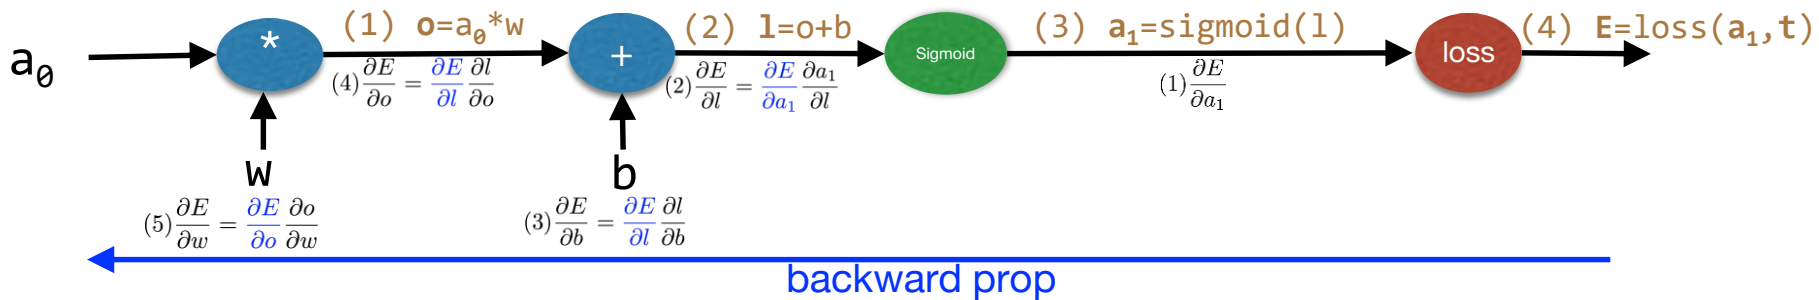 (1) o=a₀*w
(2) l=o+b
(3) a₁=sigmoid(l)
(4) E=loss(a₁,t)
a₀
*
+
Sigmoid
loss
(4) ∂E/∂o = ∂E/∂l ∂l/∂o
(2) ∂E/∂l = ∂E/∂a₁ ∂a₁/∂l
(1) ∂E/∂a₁
w
b
(5) ∂E/∂w = ∂E/∂o ∂o/∂w
(3) ∂E/∂b = ∂E/∂l ∂l/∂b
backward prop